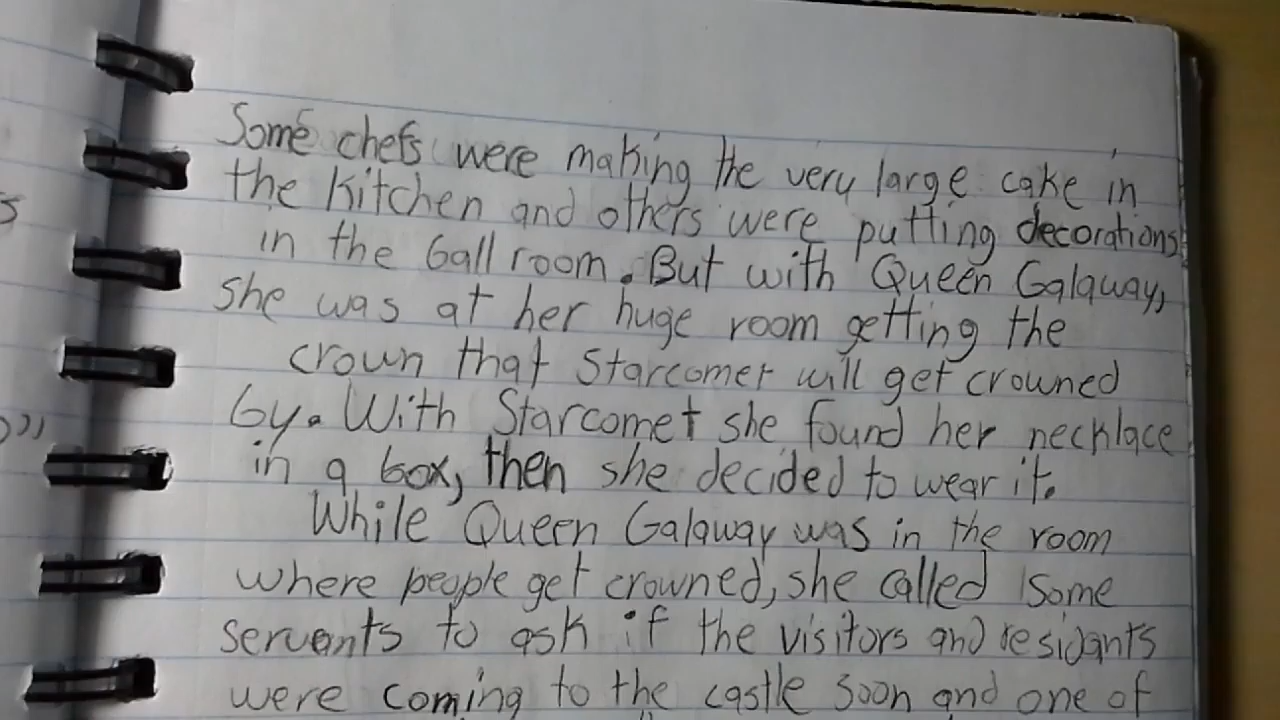 Some chefs were making the very large cake in
the kitchen and others were putting decorations
in the ball room. But with Queen Galaway,
she was at her huge room getting the
crown that Starcomet will get crowned
by. With Starcomet she found her necklace
in a box, then she decided to wear it.
While Queen Galaway was in the room
where people get crowned, she called some
servents to ask if the visitors and residants
were coming to the castle soon and one of